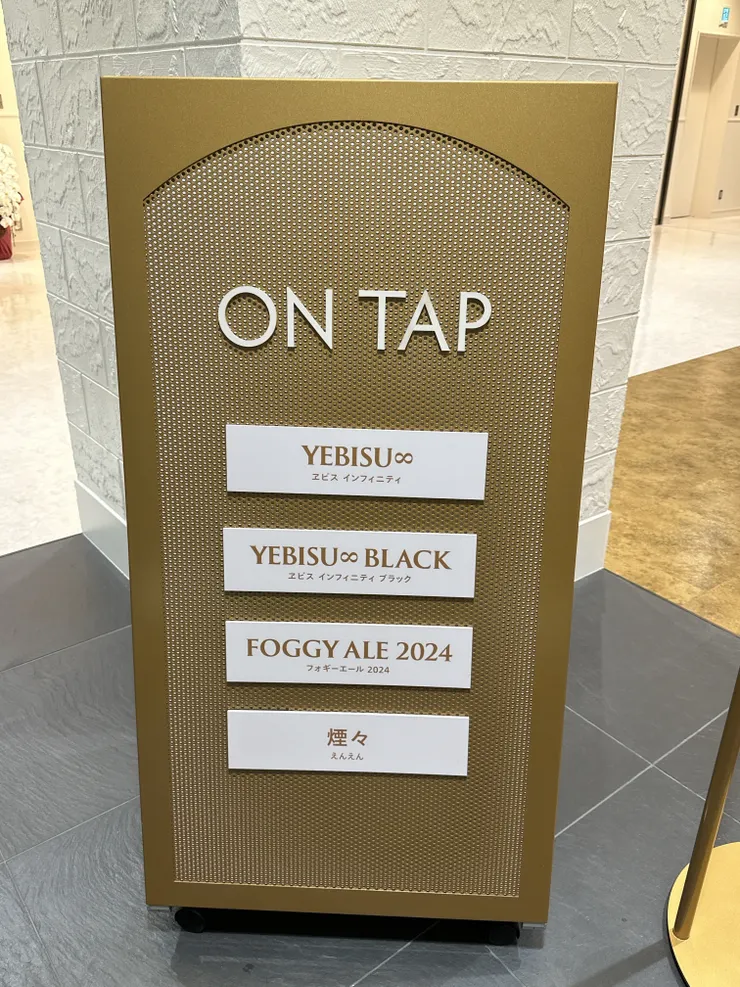 ON TAP
YEBISU∞
ヱビス インフィニティ
YEBISU∞ BLACK
ヱビス インフィニティ ブラック
FOGGY ALE 2024
フォギーエール 2024
煙々
えんえん